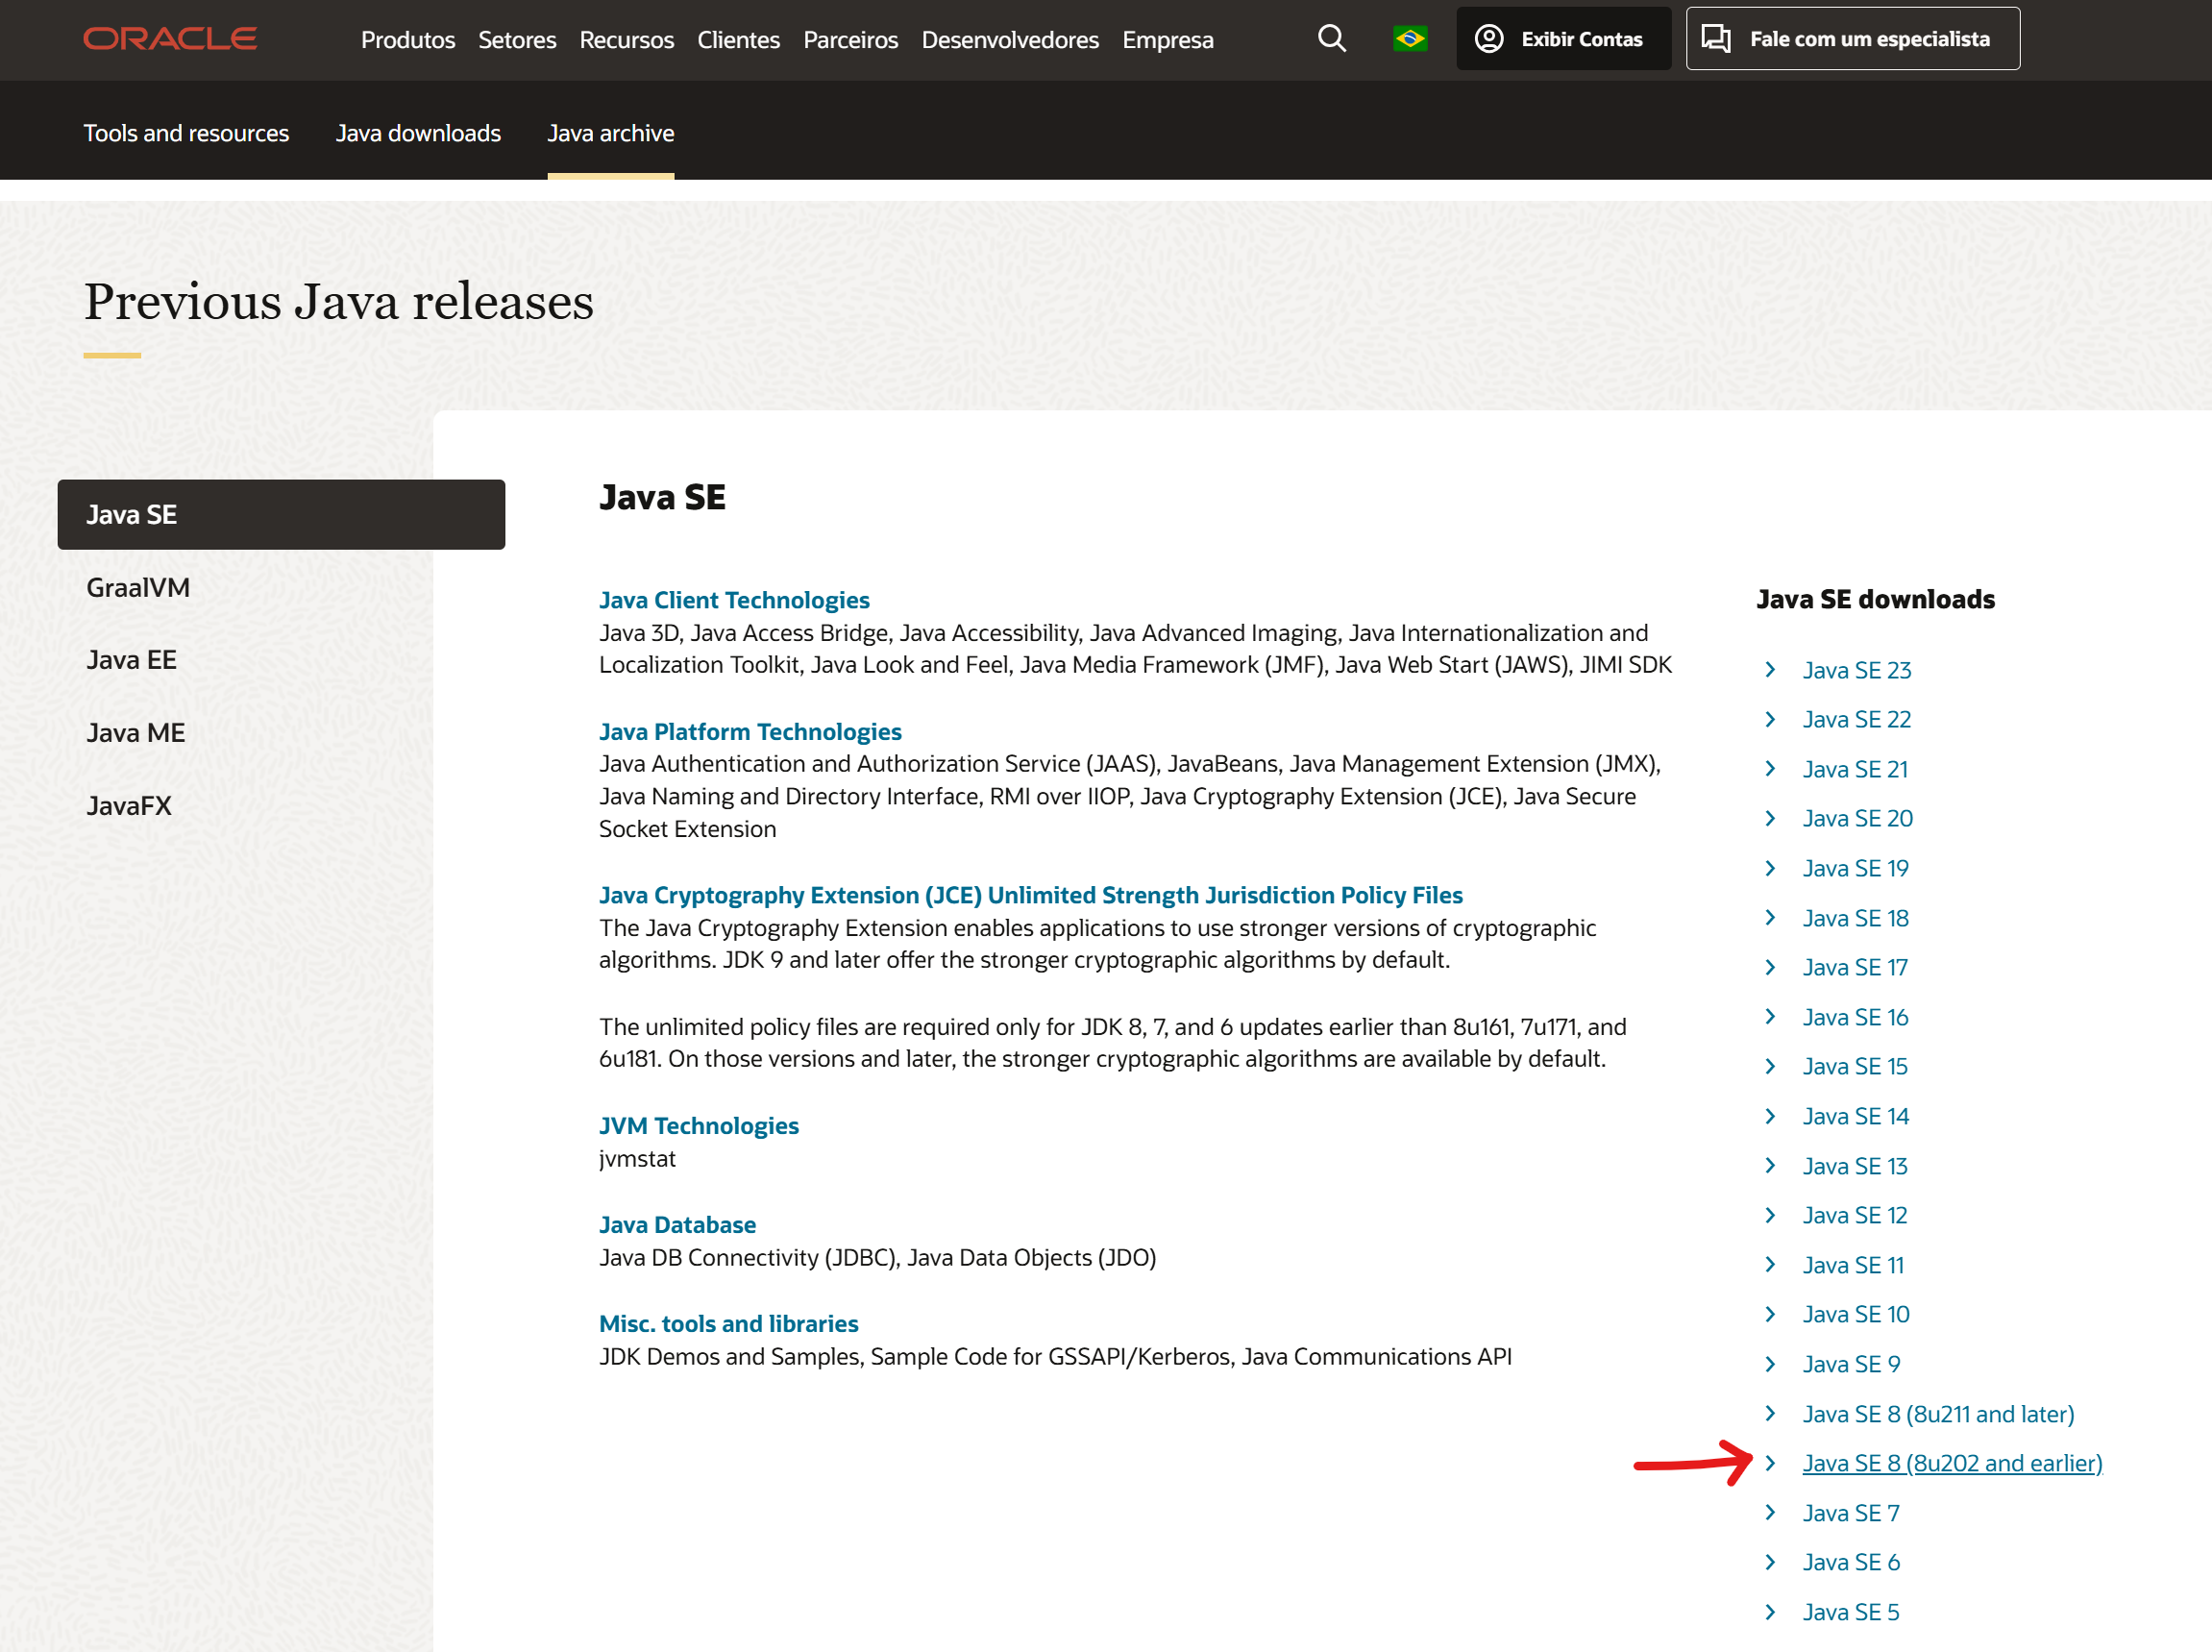 ORACLE
Produtos Setores Recursos Clientes Parceiros Desenvolvedores Empresa
Exibir Contas
Fale com um especialista
Tools and resources
Java downloads
Java archive
Previous Java releases
Java SE
GraalVM
Java EE
Java ME
JavaFX
Java SE
Java Client Technologies
Java 3D, Java Access Bridge, Java Accessibility, Java Advanced Imaging, Java Internationalization and
Localization Toolkit, Java Look and Feel, Java Media Framework (JMF), Java Web Start (JAWS), JIMI SDK
Java Platform Technologies
Java Authentication and Authorization Service (JAAS), JavaBeans, Java Management Extension (JMX),
Java Naming and Directory Interface, RMI over IIOP, Java Cryptography Extension (JCE), Java Secure
Socket Extension
Java Cryptography Extension (JCE) Unlimited Strength Jurisdiction Policy Files
The Java Cryptography Extension enables applications to use stronger versions of cryptographic
algorithms. JDK 9 and later offer the stronger cryptographic algorithms by default.
The unlimited policy files are required only for JDK 8, 7, and 6 updates earlier than 8u161, 7u171, and
6u181. On those versions and later, the stronger cryptographic algorithms are available by default.
JVM Technologies
jvmstat
Java Database
Java DB Connectivity (JDBC), Java Data Objects (JDO)
Misc. tools and libraries
JDK Demos and Samples, Sample Code for GSSAPI/Kerberos, Java Communications API
Java SE downloads
Java SE 23
Java SE 22
Java SE 21
Java SE 20
Java SE 19
Java SE 18
Java SE 17
Java SE 16
Java SE 15
Java SE 14
Java SE 13
Java SE 12
Java SE 11
Java SE 10
Java SE 9
Java SE 8 (8u211 and later)
Java SE 8 (8u202 and earlier)
Java SE 7
Java SE 6
Java SE 5